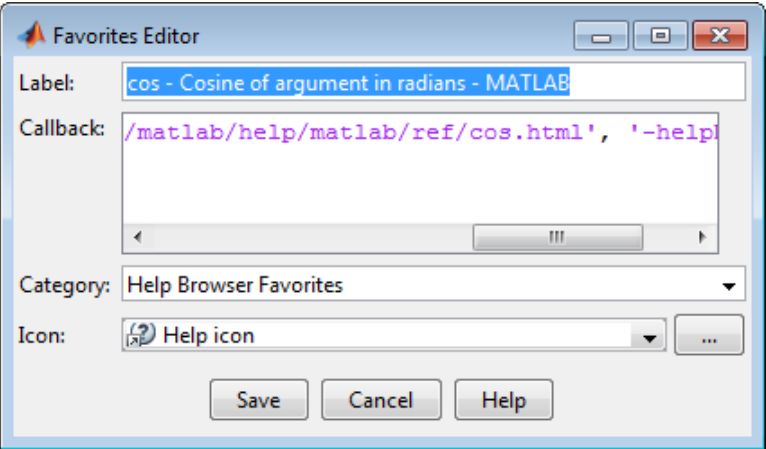 Favorites Editor
Label: cos - Cosine of argument in radians - MATLAB
Callback: /matlab/help/matlab/ref/cos.html', '-help
Category: Help Browser Favorites
Icon: Help icon ...
Save Cancel Help